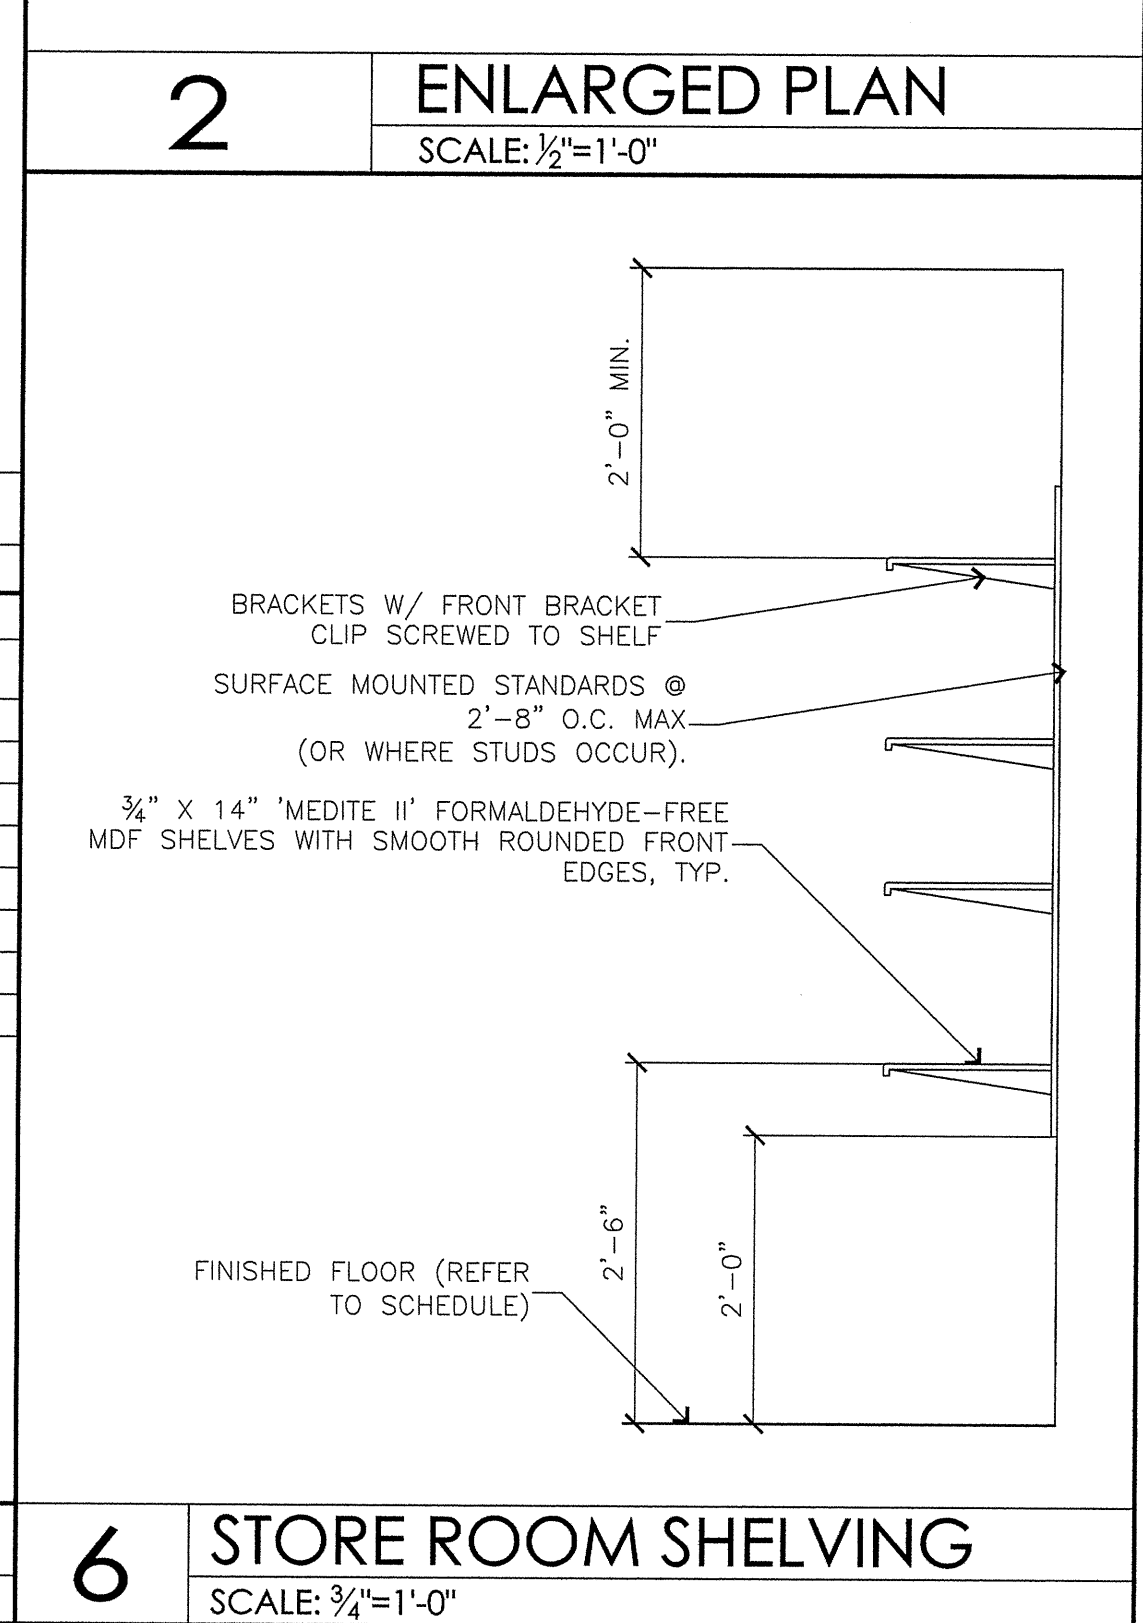 2
ENLARGED PLAN
SCALE: ½"=1'-0"
2'-0" MIN.
BRACKETS W/ FRONT BRACKET
CLIP SCREWED TO SHELF
SURFACE MOUNTED STANDARDS @
2'-8" O.C. MAX
(OR WHERE STUDS OCCUR).
¾" X 14" 'MEDITE II' FORMALDEHYDE-FREE
MDF SHELVES WITH SMOOTH ROUNDED FRONT
EDGES, TYP.
2'-6"
2'-0"
FINISHED FLOOR (REFER
TO SCHEDULE)
6
STORE ROOM SHELVING
SCALE: ¾"=1'-0"